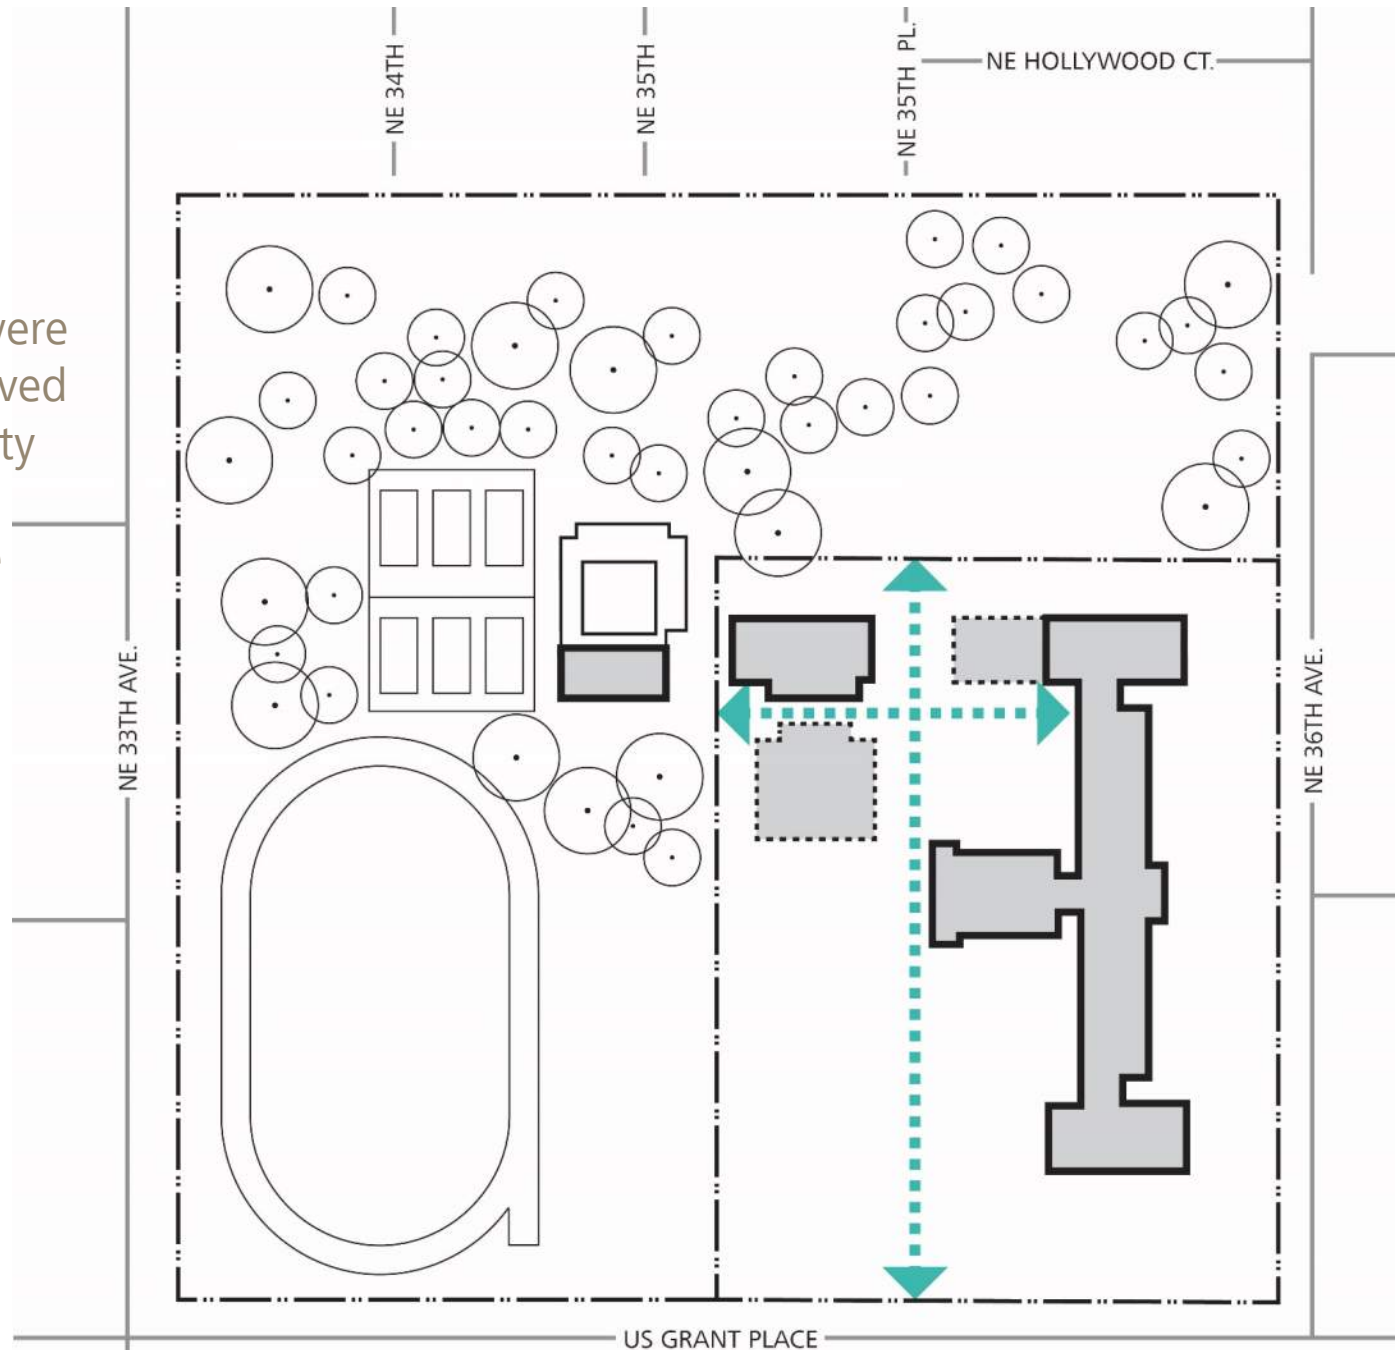 NE 34TH
NE 35TH
NE 35TH PL.
NE HOLLYWOOD CT.
ty
NE 33TH AVE.
NE 36TH AVE.
US GRANT PLACE